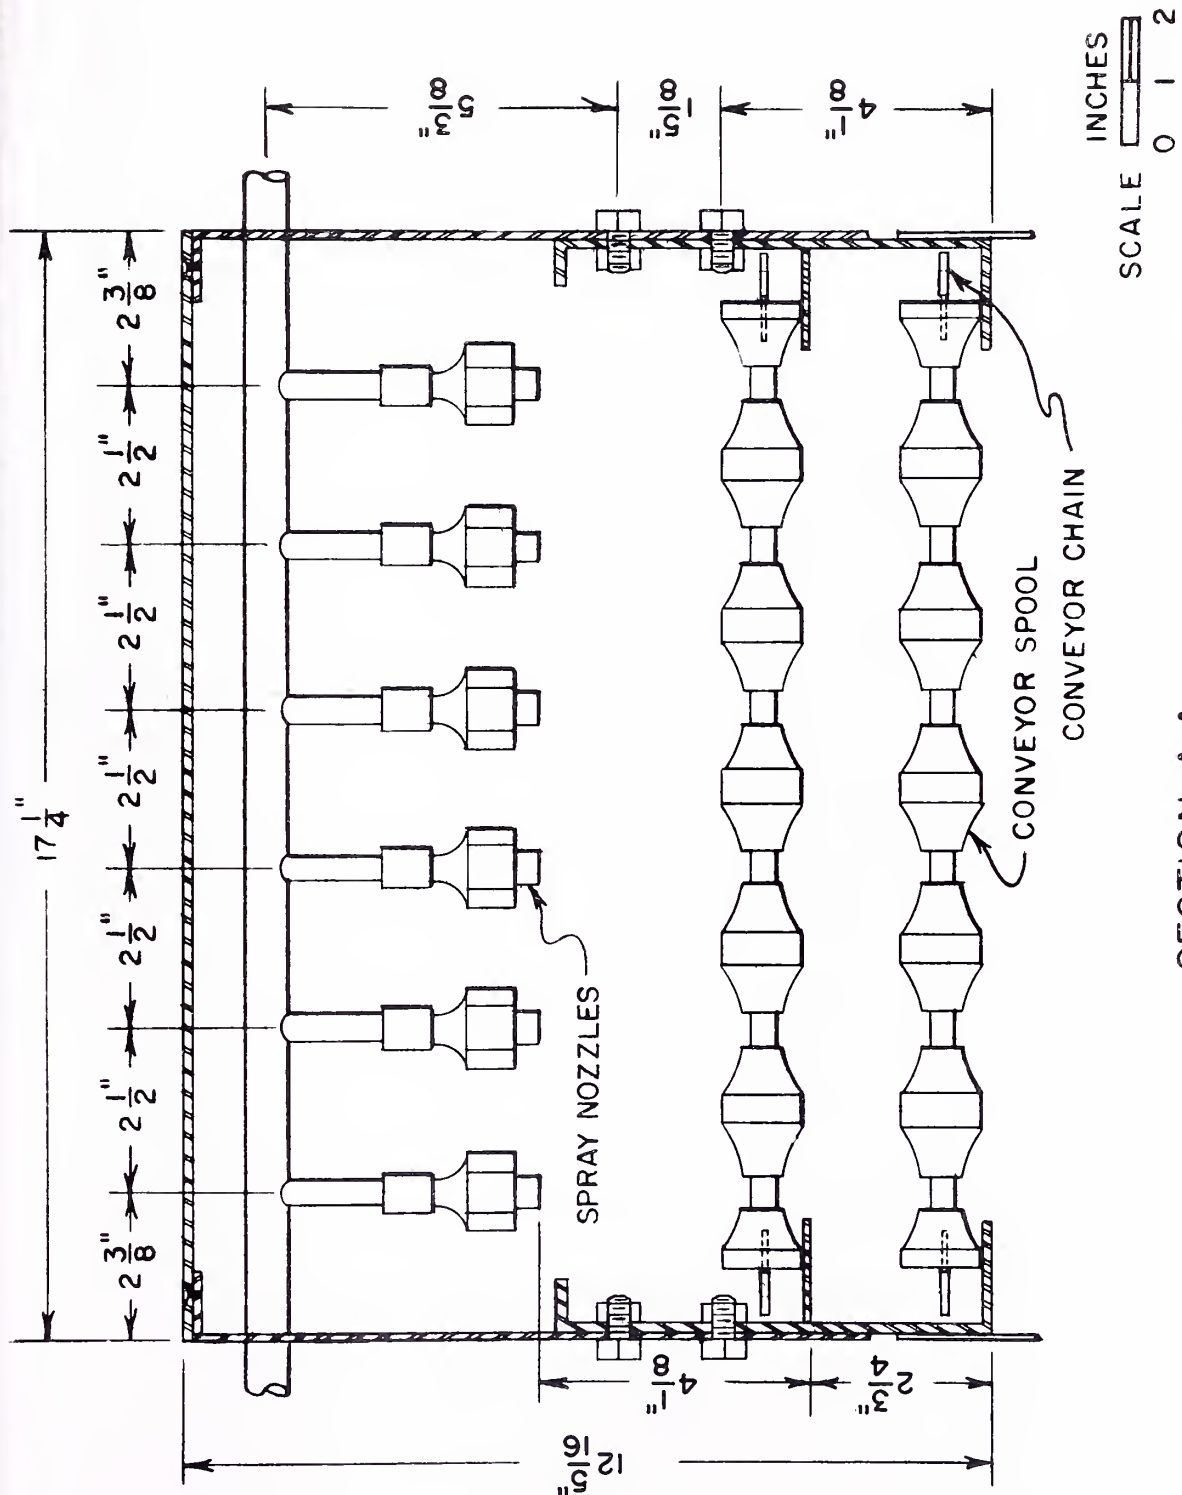 17 1/4"
2 3/8" 2 1/2" 2 1/2" 2 1/2" 2 1/2" 2 1/2" 2 3/8"
5 3/8"
1 5/8"
4 1/8"
12 5/16"
4 1/8"
2 3/4"
SPRAY NOZZLES
CONVEYOR SPOOL
CONVEYOR CHAIN
INCHES
SCALE
0 1 2
SECTION A-A